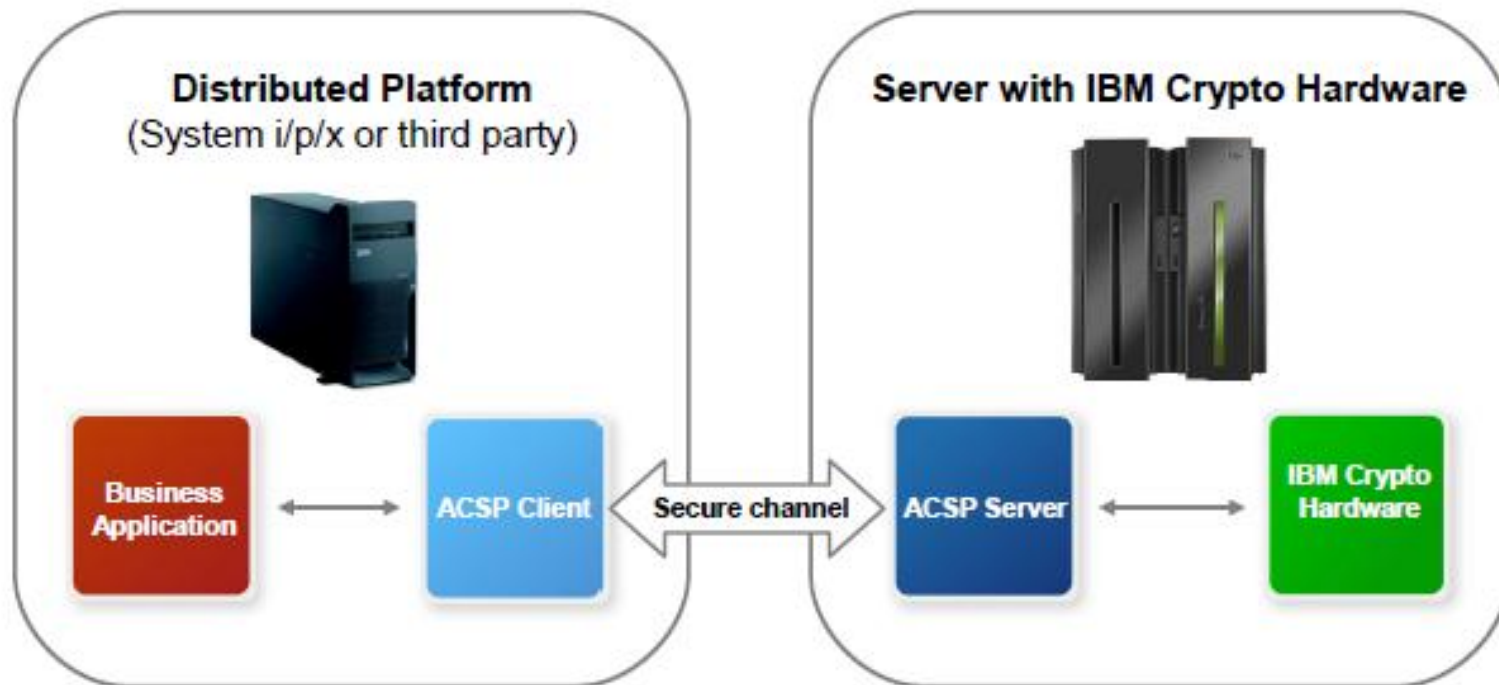 Distributed Platform
(System i/p/x or third party)
Server with IBM Crypto Hardware
Business
Application
ACSP Client
Secure channel
ACSP Server
IBM Crypto
Hardware